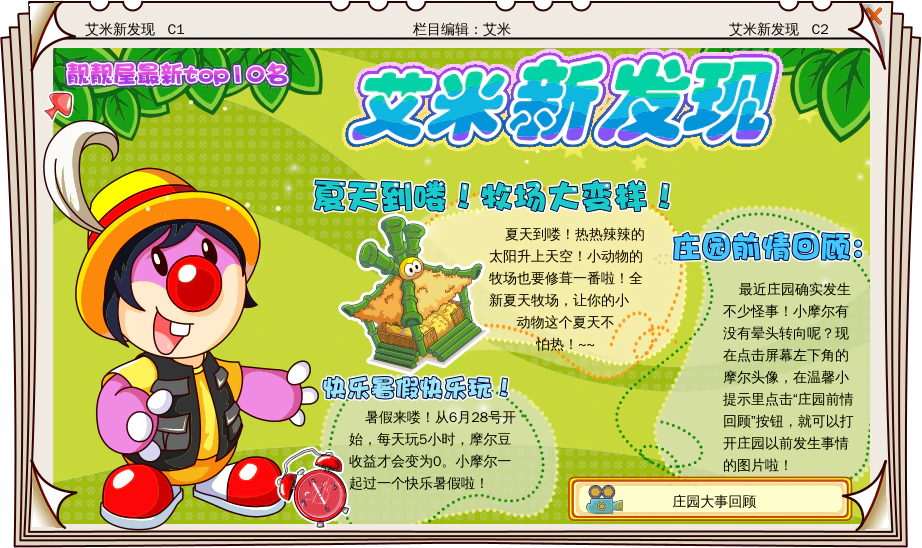 艾米新发现 C1
栏目编辑：艾米
艾米新发现 C2
靓靓屋最新top10名
艾米新发现
夏天到喽！牧场大变样！
夏天到喽！热热辣辣的
太阳升上天空！小动物的
牧场也要修葺一番啦！全
新夏天牧场，让你的小
动物这个夏天不
怕热！~~
快乐暑假快乐玩！
暑假来喽！从6月28号开
始，每天玩5小时，摩尔豆
收益才会变为0。小摩尔一
起过一个快乐暑假啦！
庄园前情回顾：
最近庄园确实发生
不少怪事！小摩尔有
没有晕头转向呢？现
在点击屏幕左下角的
摩尔头像，在温馨小
提示里点击“庄园前情
回顾”按钮，就可以打
开庄园以前发生事情
的图片啦！
庄园大事回顾